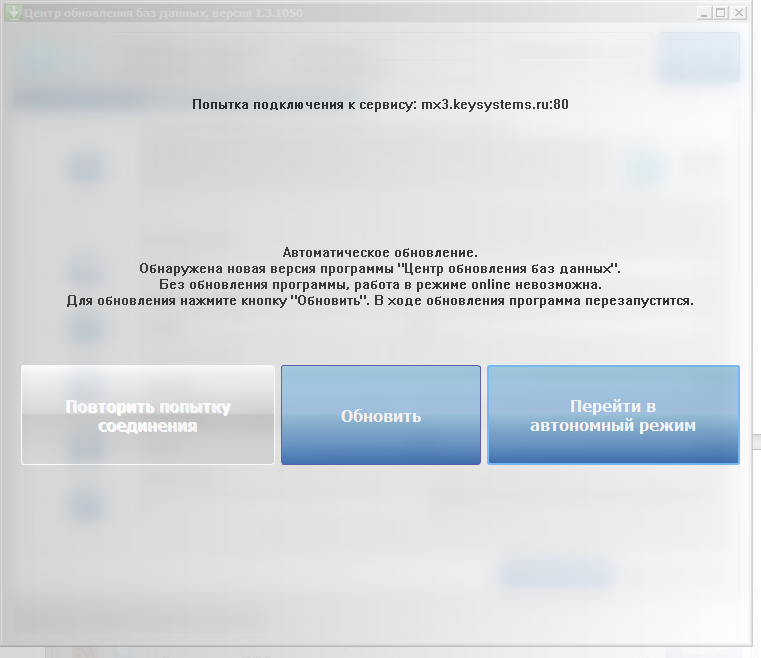 Центр обновления баз данных, версия 1.3.1050
Попытка подключения к сервису: mx3.keysystems.ru:80
Автоматическое обновление.
Обнаружена новая версия программы "Центр обновления баз данных".
Без обновления программы, работа в режиме online невозможна.
Для обновления нажмите кнопку "Обновить". В ходе обновления программа перезапустится.
Повторить попытку
соединения
Обновить
Перейти в
автономный режим